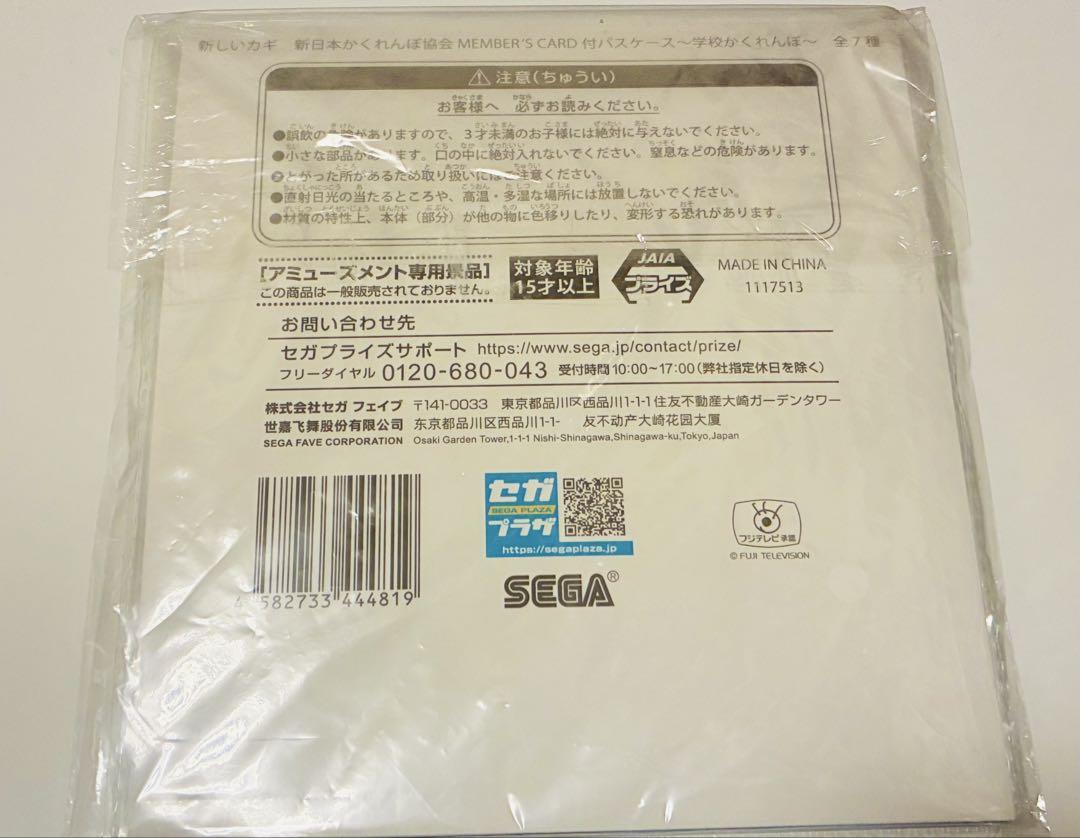 新しいカギ 新日本かくれんぼ協会 MEMBER'S CARD 付パスケース～学校かくれんぼ～ 全7種
⚠ 注意(ちゅうい)
お客様へ 必ずお読みください。
●誤飲の危険がありますので、3才未満のお子様には絶対に与えないでください。
●小さな部品があります。口の中に絶対入れないでください。窒息などの危険があります。
●とがった所があるため取り扱いにはご注意ください。
●直射日光の当たるところや、高温・多湿な場所には放置しないでください。
●材質の特性上、本体（部分）が他の物に色移りしたり、変形する恐れがあります。
[アミューズメント専用景品]
この商品は一般販売されておりません。
対象年齢
15才以上
JAIA
プライズ
MADE IN CHINA
1117513
お問い合わせ先
セガプライズサポート https://www.sega.jp/contact/prize/
フリーダイヤル 0120-680-043 受付時間10:00～17:00(弊社指定休日を除く)
株式会社セガ フェイブ 〒141-0033 東京都品川区西品川1-1-1住友不動産大崎ガーデンタワー
世嘉飞舞股份有限公司 东京都品川区西品川1-1- 友不动产大崎花园大厦
SEGA FAVE CORPORATION Osaki Garden Tower,1-1-1 Nishi-Shinagawa,Shinagawa-ku,Tokyo,Japan
4 582733 444819
セガ
SEGA PLAZA
プラザ
https://segaplaza.jp
SEGA®
フジテレビ承認
© FUJI TELEVISION